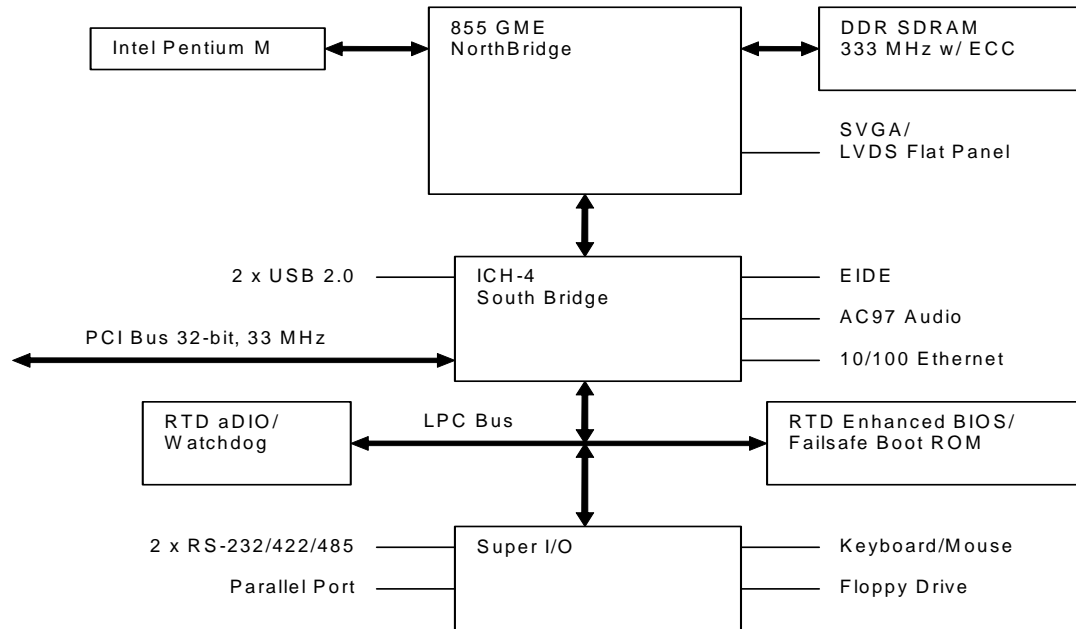 Intel Pentium M
855 GME
NorthBridge
DDR SDRAM
333 MHz w/ ECC
SVGA/
LVDS Flat Panel
2 x USB 2.0
ICH-4
South Bridge
EIDE
AC97 Audio
10/100 Ethernet
PCI Bus 32-bit, 33 MHz
RTD aDIO/
Watchdog
LPC Bus
RTD Enhanced BIOS/
Failsafe Boot ROM
2 x RS-232/422/485
Parallel Port
Super I/O
Keyboard/Mouse
Floppy Drive